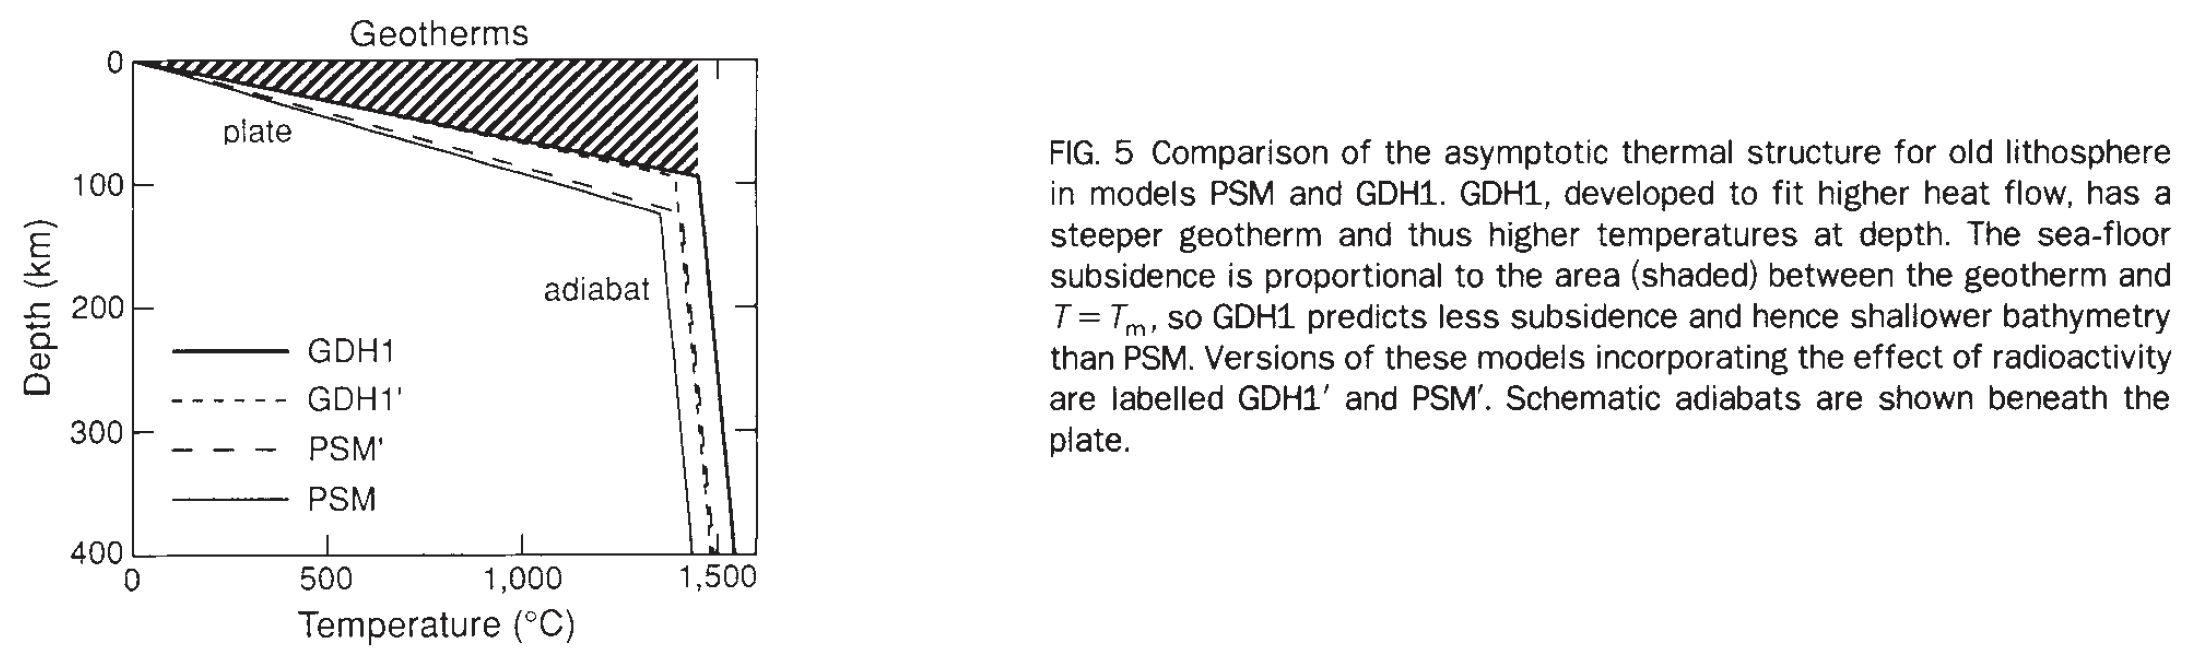 Geotherms
0
plate
100
adiabat
200
300
400
Depth (km)
GDH1
GDH1'
PSM'
PSM
0 500 1,000 1,500
Temperature (°C)
FIG. 5 Comparison of the asymptotic thermal structure for old lithosphere
in models PSM and GDH1. GDH1, developed to fit higher heat flow, has a
steeper geotherm and thus higher temperatures at depth. The sea-floor
subsidence is proportional to the area (shaded) between the geotherm and
T = Tm, so GDH1 predicts less subsidence and hence shallower bathymetry
than PSM. Versions of these models incorporating the effect of radioactivity
are labelled GDH1′ and PSM′. Schematic adiabats are shown beneath the
plate.